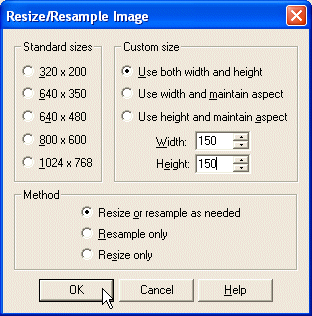 Resize/Resample Image
Standard sizes
320 x 200
640 x 350
640 x 480
800 x 600
1024 x 768
Custom size
Use both width and height
Use width and maintain aspect
Use height and maintain aspect
Width: 150
Height: 150
Method
Resize or resample as needed
Resample only
Resize only
OK Cancel Help